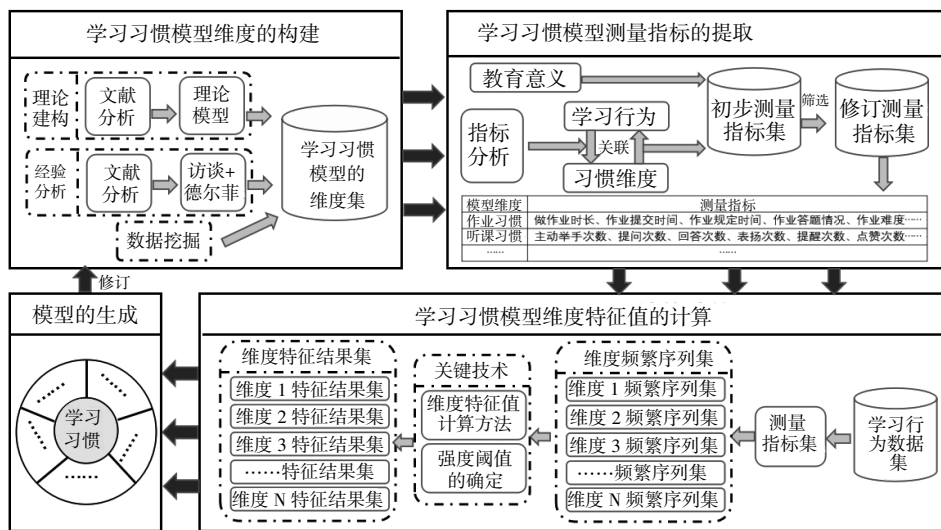 学习习惯模型维度的构建
理论
建构
文献
分析
理论
模型
经验
分析
文献
分析
访谈+
德尔菲
数据挖掘
学习习惯
模型的
维度集
学习习惯模型测量指标的提取
教育意义
指标
分析
学习行为
关联
习惯维度
初步测量
指标集
筛选
修订测量
指标集
模型维度 测量指标
作业习惯 做作业时长、作业提交时间、作业规定时间、作业答题情况、作业难度……
听课习惯 主动举手次数、提问次数、回答次数、表扬次数、提醒次数、点赞次数……
…… ……
修订
模型的生成
……
……
……
……
……
学习
习惯
学习习惯模型维度特征值的计算
维度特征结果集
维度 1 特征结果集
维度 2 特征结果集
维度 3 特征结果集
……特征结果集
维度 N 特征结果集
关键技术
维度特征值
计算方法
强度阈值
的确定
维度频繁序列集
维度 1 频繁序列集
维度 2 频繁序列集
维度 3 频繁序列集
……频繁序列集
维度 N 频繁序列集
测量
指标集
学习行
为数据
集